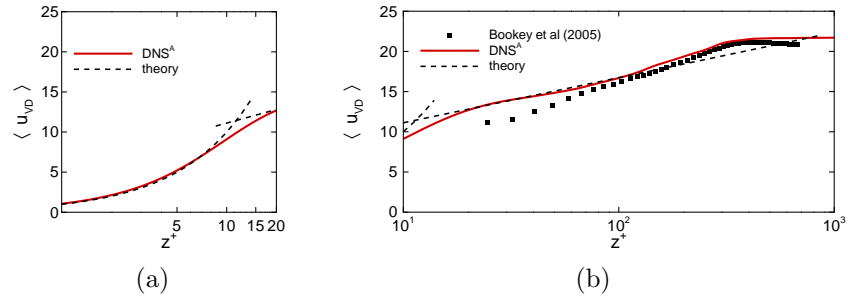 25
20
15
10
5
0
⟨ u_VD ⟩
DNS^A
theory
5
10
15
20
z^+
(a)
25
20
15
10
5
0
⟨ u_VD ⟩
Bookey et al (2005)
DNS^A
theory
10^1
10^2
10^3
z^+
(b)